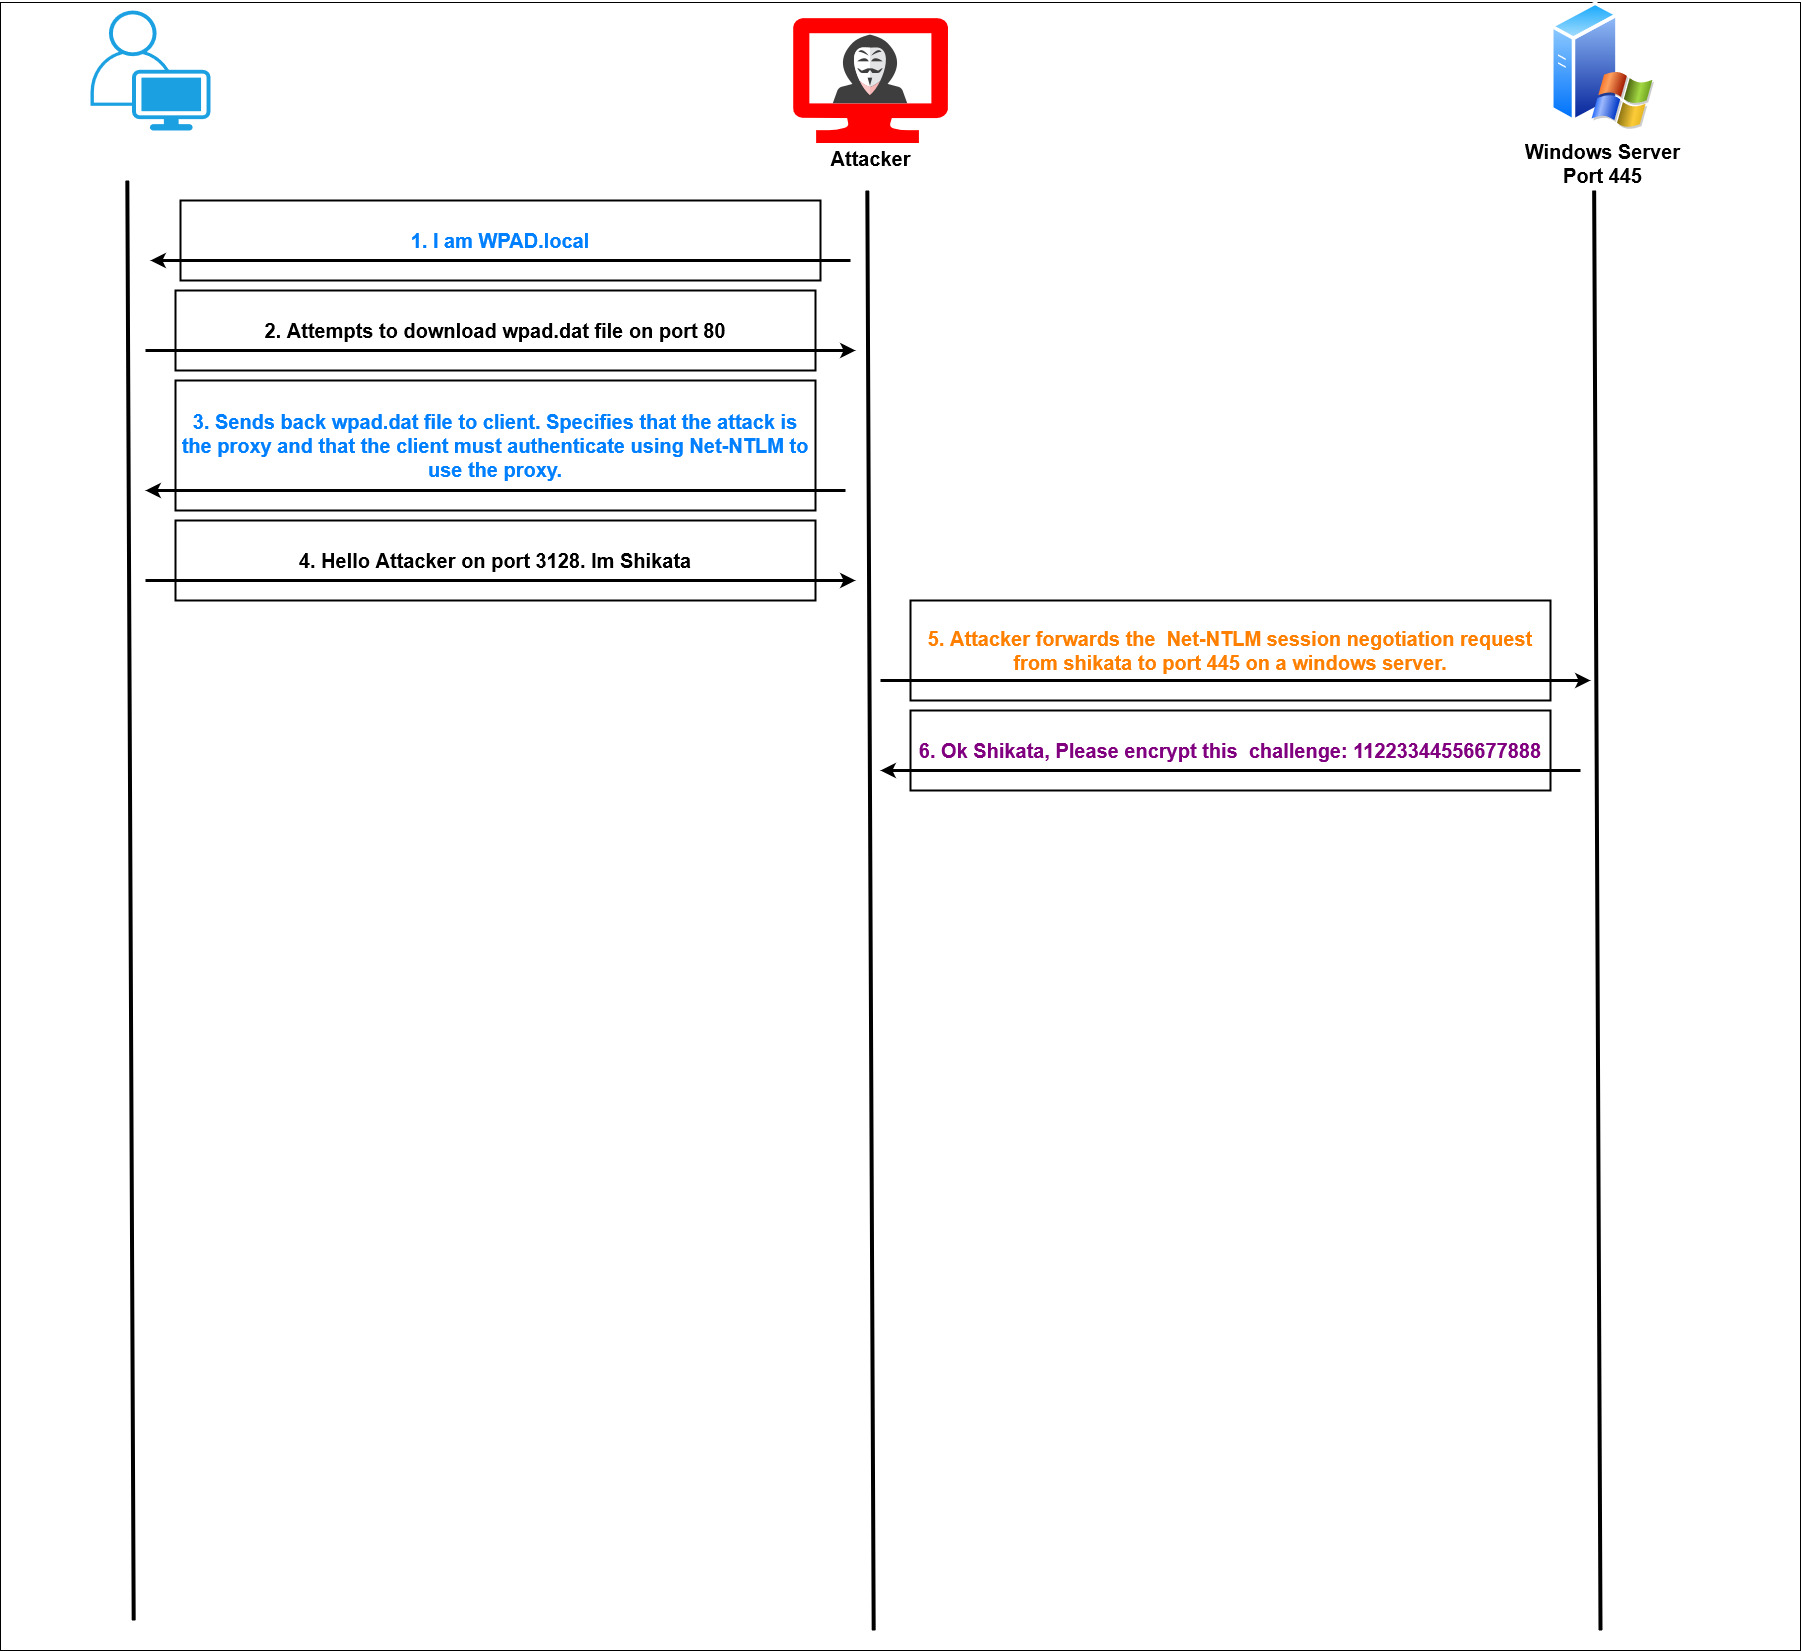 Attacker
Windows Server
Port 445
1. I am WPAD.local
2. Attempts to download wpad.dat file on port 80
3. Sends back wpad.dat file to client. Specifies that the attack is
the proxy and that the client must authenticate using Net-NTLM to
use the proxy.
4. Hello Attacker on port 3128. Im Shikata
5. Attacker forwards the  Net-NTLM session negotiation request
from shikata to port 445 on a windows server.
6. Ok Shikata, Please encrypt this  challenge: 11223344556677888